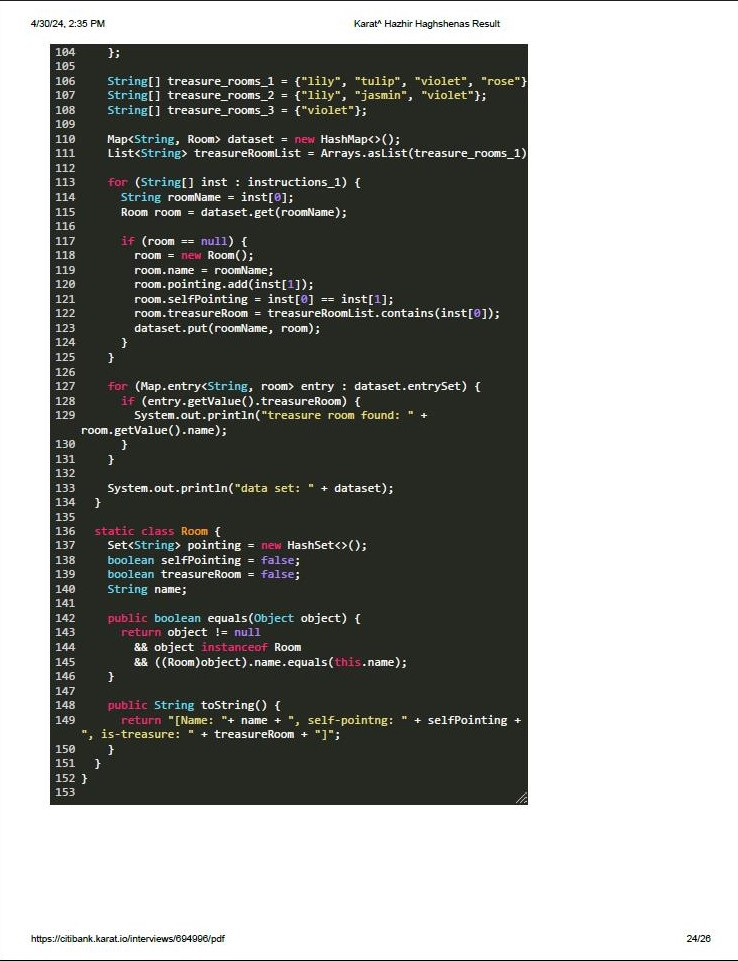 4/30/24, 2:35 PM
Karat^ Hazhir Haghshenas Result
104 };
105
106 String[] treasure_rooms_1 = {"lily", "tulip", "violet", "rose"}
107 String[] treasure_rooms_2 = {"lily", "jasmin", "violet"};
108 String[] treasure_rooms_3 = {"violet"};
109
110 Map<String, Room> dataset = new HashMap<>();
111 List<String> treasureRoomList = Arrays.asList(treasure_rooms_1)
112
113 for (String[] inst : instructions_1) {
114 String roomName = inst[0];
115 Room room = dataset.get(roomName);
116
117 if (room == null) {
118 room = new Room();
119 room.name = roomName;
120 room.pointing.add(inst[1]);
121 room.selfPointing = inst[0] == inst[1];
122 room.treasureRoom = treasureRoomList.contains(inst[0]);
123 dataset.put(roomName, room);
124 }
125 }
126
127 for (Map.entry<String, room> entry : dataset.entrySet) {
128 if (entry.getValue().treasureRoom) {
129 System.out.println("treasure room found: " +
room.getValue().name);
130 }
131 }
132
133 System.out.println("data set: " + dataset);
134 }
135
136 static class Room {
137 Set<String> pointing = new HashSet<>();
138 boolean selfPointing = false;
139 boolean treasureRoom = false;
140 String name;
141
142 public boolean equals(Object object) {
143 return object != null
144 && object instanceof Room
145 && ((Room)object).name.equals(this.name);
146 }
147
148 public String toString() {
149 return "[Name: "+ name + ", self-pointng: " + selfPointing +
", is-treasure: " + treasureRoom + "]";
150 }
151 }
152 }
153
https://citibank.karat.io/interviews/694996/pdf
24/26